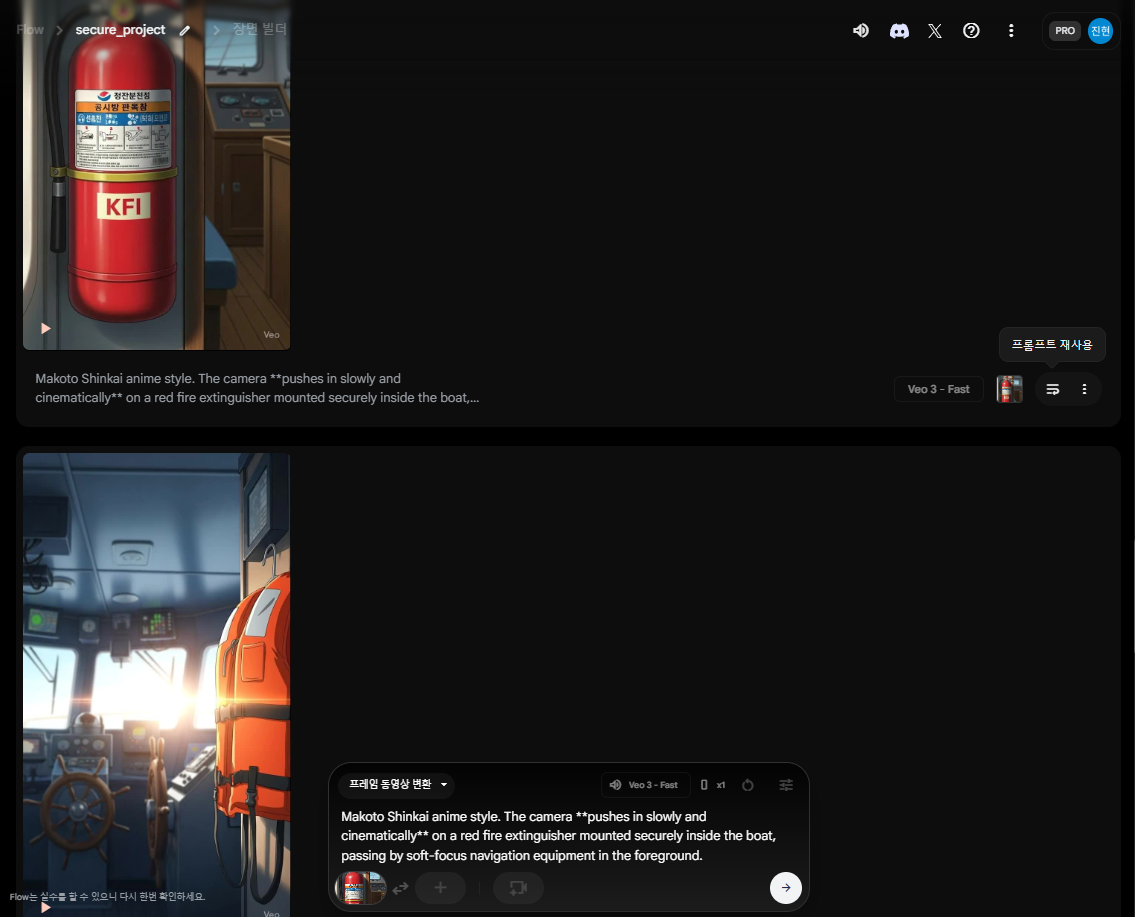 Flow > secure_project > 장면 빌더
PRO
진현
정잔분전정
공시방 판록창
KFI
Veo
프롬프트 재사용
Makoto Shinkai anime style. The camera **pushes in slowly and
cinematically** on a red fire extinguisher mounted securely inside the boat,...
Veo 3 - Fast
프레임 동영상 변환
Veo 3 - Fast
x1
Makoto Shinkai anime style. The camera **pushes in slowly and
cinematically** on a red fire extinguisher mounted securely inside the boat,
passing by soft-focus navigation equipment in the foreground.
Flow는 실수를 할 수 있으니 다시 한번 확인하세요.
Veo